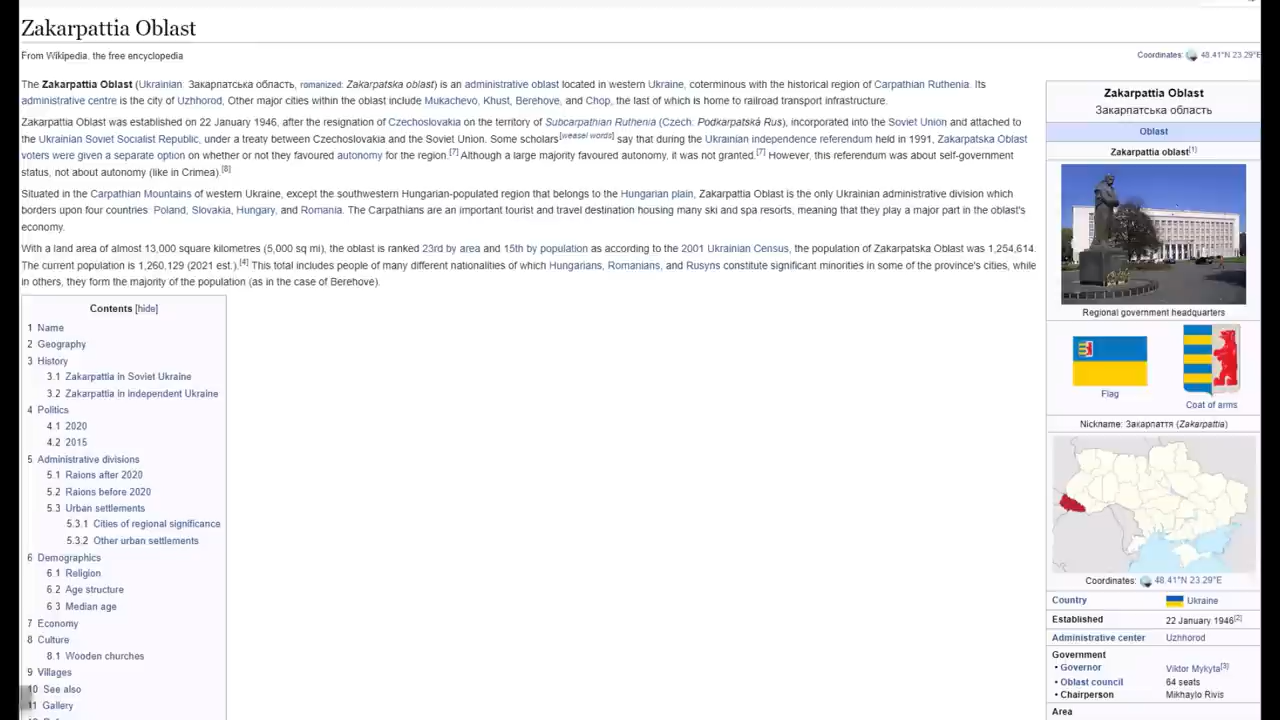 Zakarpattia Oblast
From Wikipedia, the free encyclopedia
Coordinates: 48.41°N 23.29°E
The Zakarpattia Oblast (Ukrainian: Закарпатська область, romanized: Zakarpatska oblast) is an administrative oblast located in western Ukraine, coterminous with the historical region of Carpathian Ruthenia. Its
administrative centre is the city of Uzhhorod, Other major cities within the oblast include Mukachevo, Khust, Berehove, and Chop, the last of which is home to railroad transport infrastructure.
Zakarpattia Oblast was established on 22 January 1946, after the resignation of Czechoslovakia on the territory of Subcarpathian Ruthenia (Czech: Podkarpatská Rus), incorporated into the Soviet Union and attached to
the Ukrainian Soviet Socialist Republic, under a treaty between Czechoslovakia and the Soviet Union. Some scholars[weasel words] say that during the Ukrainian independence referendum held in 1991, Zakarpatska Oblast
voters were given a separate option on whether or not they favoured autonomy for the region.[7] Although a large majority favoured autonomy, it was not granted.[7] However, this referendum was about self-government
status, not about autonomy (like in Crimea).[8]
Situated in the Carpathian Mountains of western Ukraine, except the southwestern Hungarian-populated region that belongs to the Hungarian plain, Zakarpattia Oblast is the only Ukrainian administrative division which
borders upon four countries: Poland, Slovakia, Hungary, and Romania. The Carpathians are an important tourist and travel destination housing many ski and spa resorts, meaning that they play a major part in the oblast's
economy.
With a land area of almost 13,000 square kilometres (5,000 sq mi), the oblast is ranked 23rd by area and 15th by population as according to the 2001 Ukrainian Census, the population of Zakarpatska Oblast was 1,254,614.
The current population is 1,260,129 (2021 est.).[4] This total includes people of many different nationalities of which Hungarians, Romanians, and Rusyns constitute significant minorities in some of the province's cities, while
in others, they form the majority of the population (as in the case of Berehove).
Contents [hide]
1 Name
2 Geography
3 History
3.1 Zakarpattia in Soviet Ukraine
3.2 Zakarpattia in independent Ukraine
4 Politics
4.1 2020
4.2 2015
5 Administrative divisions
5.1 Raions after 2020
5.2 Raions before 2020
5.3 Urban settlements
5.3.1 Cities of regional significance
5.3.2 Other urban settlements
6 Demographics
6.1 Religion
6.2 Age structure
6.3 Median age
7 Economy
8 Culture
8.1 Wooden churches
9 Villages
10 See also
11 Gallery
Zakarpattia Oblast
Закарпатська область
Oblast
Zakarpattia oblast[1]
Regional government headquarters
Flag
Coat of arms
Nickname: Закарпаття (Zakarpattia)
Coordinates: 48.41°N 23.29°E
Country Ukraine
Established 22 January 1946[2]
Administrative center Uzhhorod
Government
• Governor Viktor Mykyta[3]
• Oblast council 64 seats
• Chairperson Mikhaylo Rivis
Area